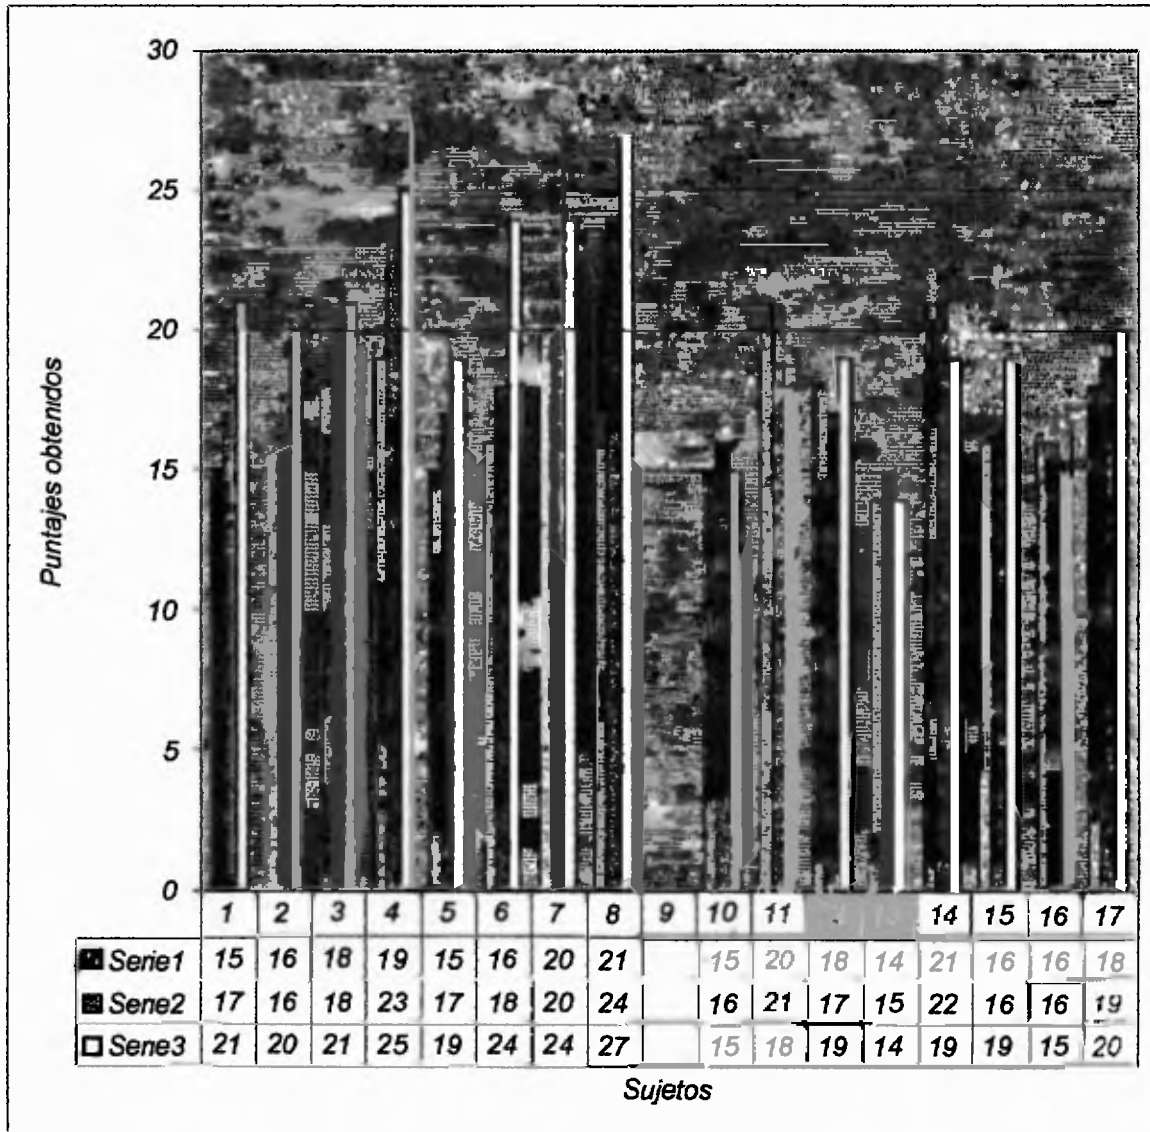 30
25
20
15
10
5
0
Puntajes obtenidos
1 2 3 4 5 6 7 8 9 10 11 14 15 16 17
Serie1 15 16 18 19 15 16 20 21 15 20 18 14 21 16 16 18
Sene2 17 16 18 23 17 18 20 24 16 21 17 15 22 16 16 19
Sene3 21 20 21 25 19 24 24 27 15 18 19 14 19 19 15 20
Sujetos